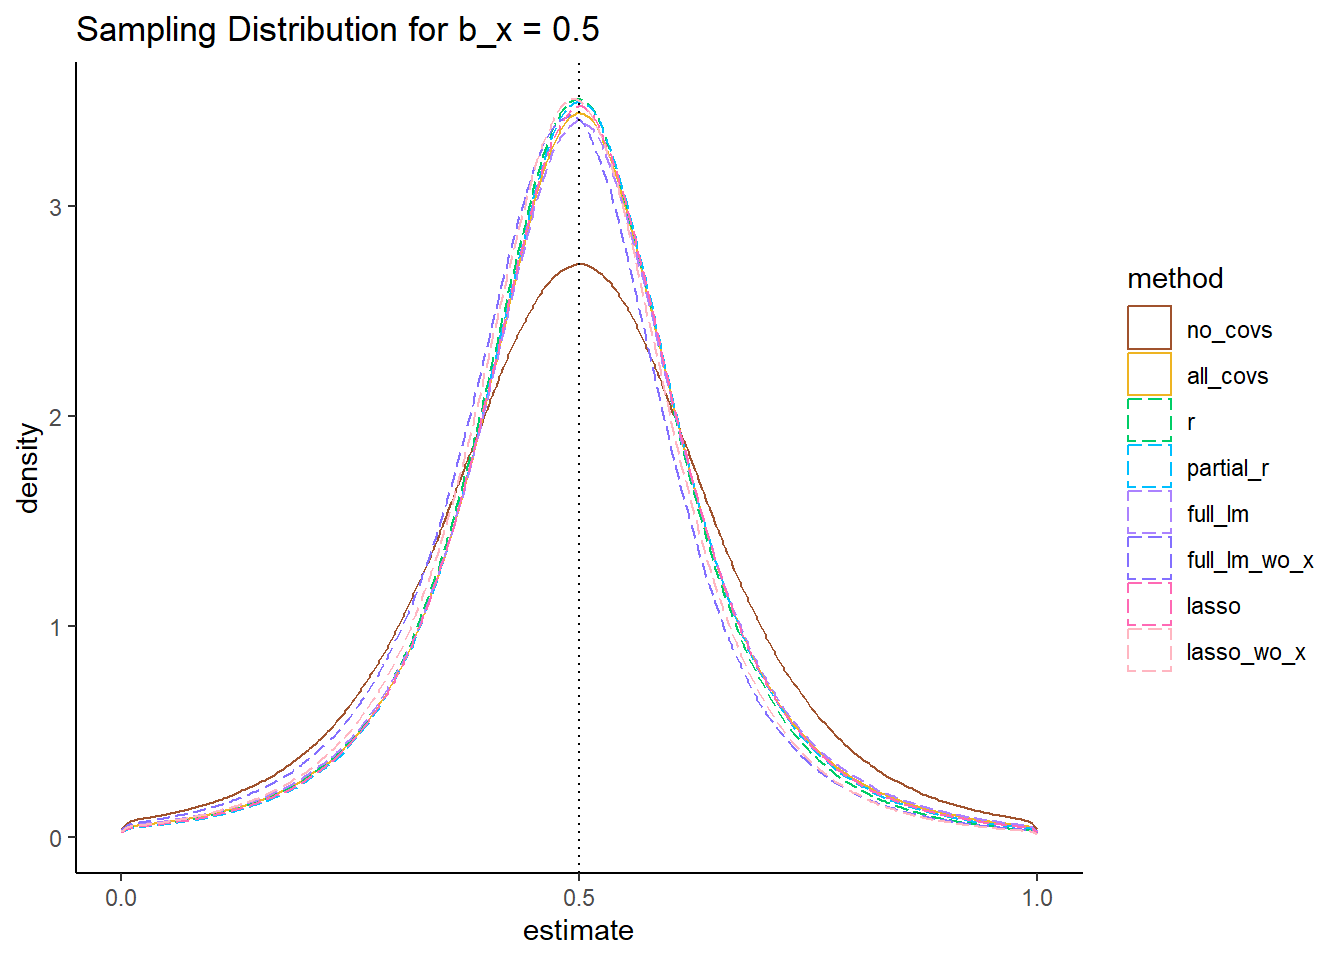 Sampling Distribution for b_x = 0.5
3
2
1
0
density
0.0
0.5
1.0
estimate
method
no_covs
all_covs
r
partial_r
full_lm
full_lm_wo_x
lasso
lasso_wo_x